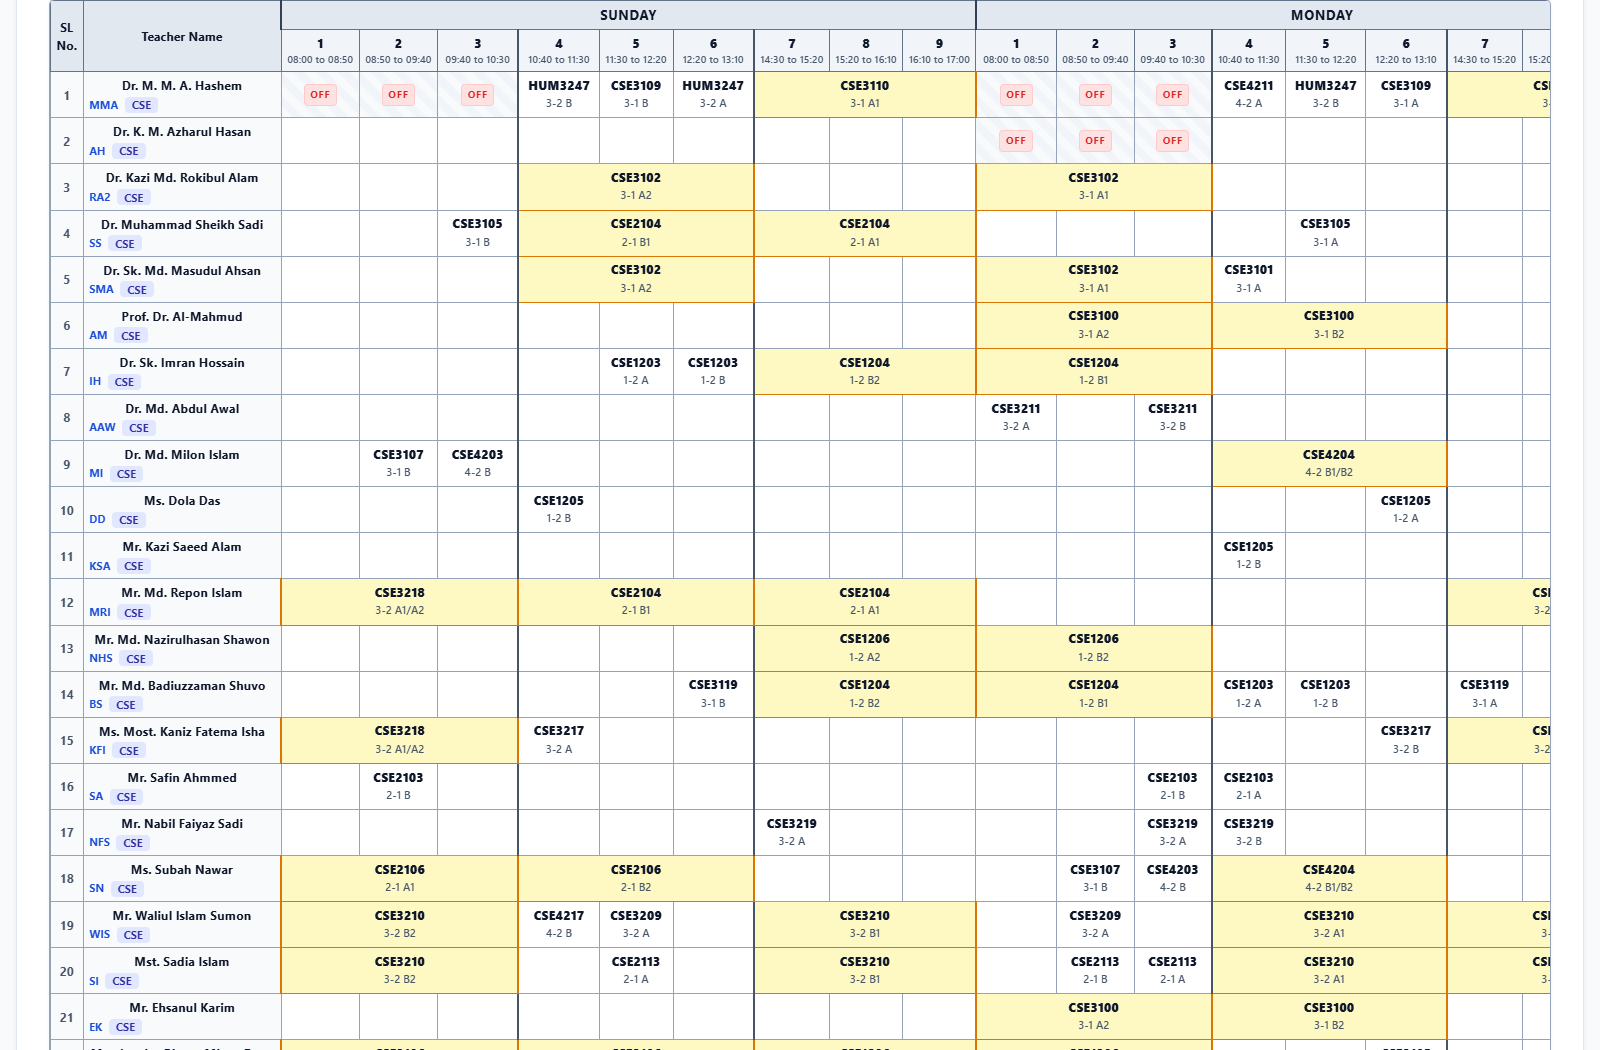 SL No. Teacher Name SUNDAY MONDAY
1 2 3 4 5 6 7 8 9 1 2 3 4 5 6 7
08:00 to 08:50 08:50 to 09:40 09:40 to 10:30 10:40 to 11:30 11:30 to 12:20 12:20 to 13:10 14:30 to 15:20 15:20 to 16:10 16:10 to 17:00 08:00 to 08:50 08:50 to 09:40 09:40 to 10:30 10:40 to 11:30 11:30 to 12:20 12:20 to 13:10 14:30 to 15:20 15:20
1 Dr. M. M. A. Hashem OFF OFF OFF HUM3247 CSE3109 HUM3247 CSE3110 OFF OFF OFF CSE4211 HUM3247 CSE3109
MMA CSE 3-2 B 3-1 B 3-2 A 3-1 A1 4-2 A 3-2 B 3-1 A
2 Dr. K. M. Azharul Hasan OFF OFF OFF
AH CSE
3 Dr. Kazi Md. Rokibul Alam CSE3102 CSE3102
RA2 CSE 3-1 A2 3-1 A1
4 Dr. Muhammad Sheikh Sadi CSE3105 CSE2104 CSE2104 CSE3105
SS CSE 3-1 B 2-1 B1 2-1 A1 3-1 A
5 Dr. Sk. Md. Masudul Ahsan CSE3102 CSE3102 CSE3101
SMA CSE 3-1 A2 3-1 A1 3-1 A
6 Prof. Dr. Al-Mahmud CSE3100 CSE3100
AM CSE 3-1 A2 3-1 B2
7 Dr. Sk. Imran Hossain CSE1203 CSE1203 CSE1204 CSE1204
IH CSE 1-2 A 1-2 B 1-2 B2 1-2 B1
8 Dr. Md. Abdul Awal CSE3211 CSE3211
AAW CSE 3-2 A 3-2 B
9 Dr. Md. Milon Islam CSE3107 CSE4203 CSE4204
MI CSE 3-1 B 4-2 B 4-2 B1/B2
10 Ms. Dola Das CSE1205 CSE1205
DD CSE 1-2 B 1-2 A
11 Mr. Kazi Saeed Alam CSE1205
KSA CSE 1-2 B
12 Mr. Md. Repon Islam CSE3218 CSE2104 CSE2104
MRI CSE 3-2 A1/A2 2-1 B1 2-1 A1 3-2
13 Mr. Md. Nazirulhasan Shawon CSE1206 CSE1206
NHS CSE 1-2 A2 1-2 B2
14 Mr. Md. Badiuzzaman Shuvo CSE3119 CSE1204 CSE1204 CSE1203 CSE1203 CSE3119
BS CSE 3-1 B 1-2 B2 1-2 B1 1-2 A 1-2 B 3-1 A
15 Ms. Most. Kaniz Fatema Isha CSE3218 CSE3217 CSE3217
KFI CSE 3-2 A1/A2 3-2 A 3-2 B 3-2
16 Mr. Safin Ahmmed CSE2103 CSE2103 CSE2103
SA CSE 2-1 B 2-1 B 2-1 A
17 Mr. Nabil Faiyaz Sadi CSE3219 CSE3219 CSE3219
NFS CSE 3-2 A 3-2 A 3-2 B
18 Ms. Subah Nawar CSE2106 CSE2106 CSE3107 CSE4203 CSE4204
SN CSE 2-1 A1 2-1 B2 3-1 B 4-2 B 4-2 B1/B2
19 Mr. Waliul Islam Sumon CSE3210 CSE4217 CSE3209 CSE3210 CSE3209 CSE3210
WIS CSE 3-2 B2 4-2 B 3-2 A 3-2 B1 3-2 A 3-2 A1
20 Mst. Sadia Islam CSE3210 CSE2113 CSE3210 CSE2113 CSE2113 CSE3210
SI CSE 3-2 B2 2-1 A 3-2 B1 2-1 B 2-1 A 3-2 A1
21 Mr. Ehsanul Karim CSE3100 CSE3100
EK CSE 3-1 A2 3-1 B2